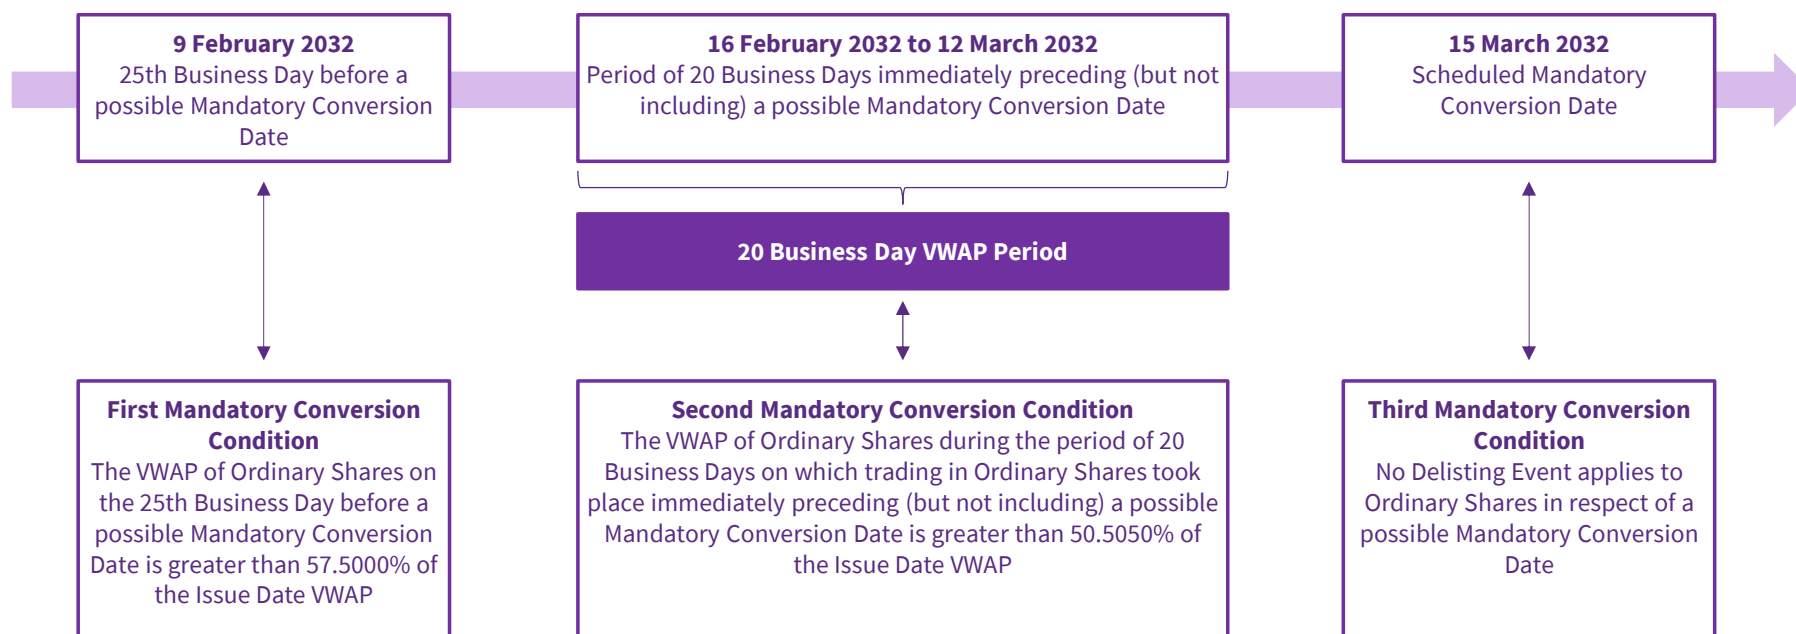 9 February 2032
25th Business Day before a
possible Mandatory Conversion
Date
16 February 2032 to 12 March 2032
Period of 20 Business Days immediately preceding (but not
including) a possible Mandatory Conversion Date
15 March 2032
Scheduled Mandatory
Conversion Date
20 Business Day VWAP Period
First Mandatory Conversion
Condition
The VWAP of Ordinary Shares on
the 25th Business Day before a
possible Mandatory Conversion
Date is greater than 57.5000% of
the Issue Date VWAP
Second Mandatory Conversion Condition
The VWAP of Ordinary Shares during the period of 20
Business Days on which trading in Ordinary Shares took
place immediately preceding (but not including) a possible
Mandatory Conversion Date is greater than 50.5050% of
the Issue Date VWAP
Third Mandatory Conversion
Condition
No Delisting Event applies to
Ordinary Shares in respect of a
possible Mandatory Conversion
Date